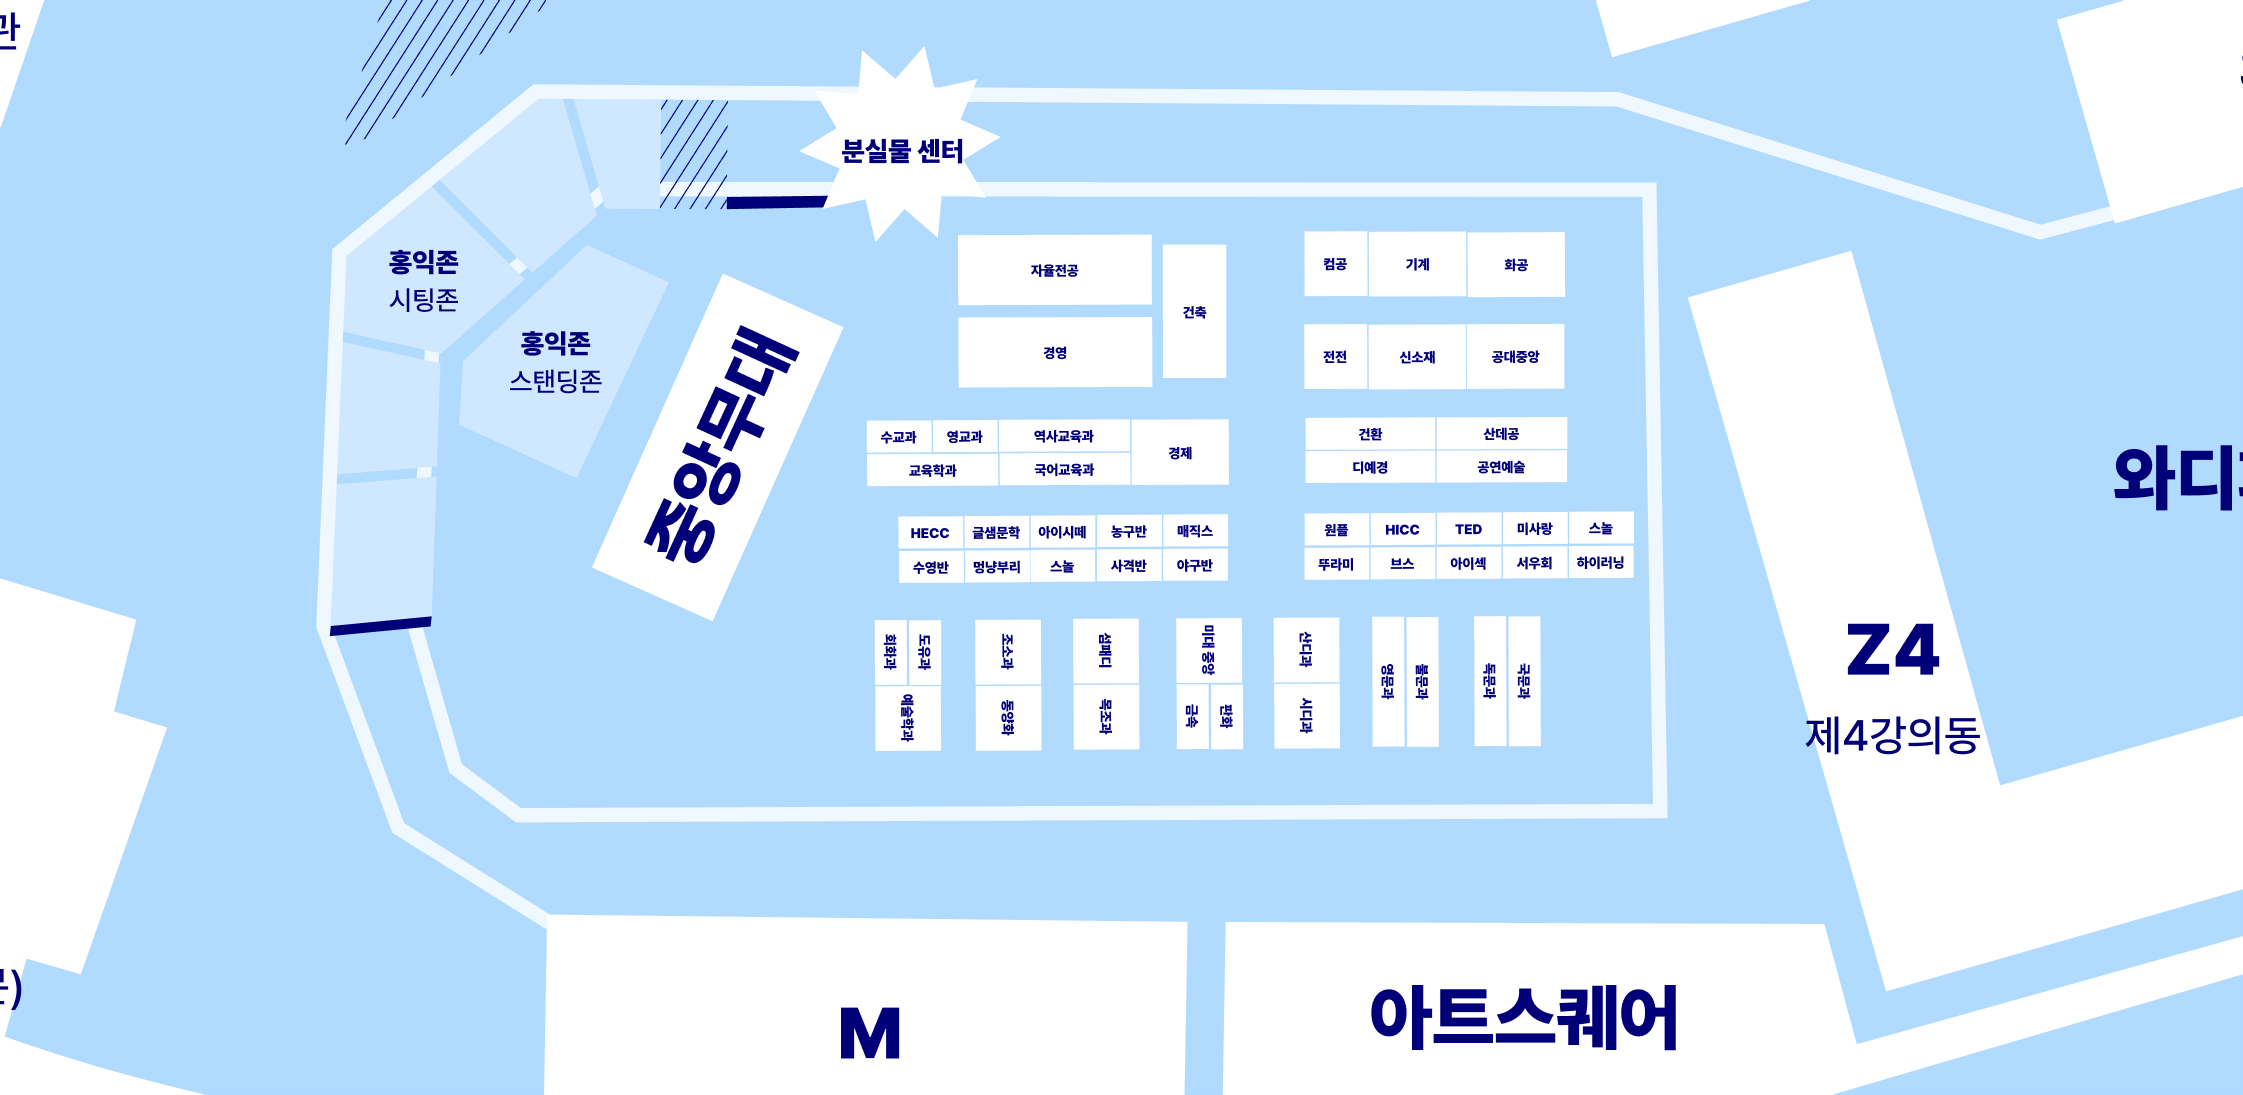 관
분실물 센터
홍익존
시팅존
홍익존
스탠딩존
중앙무대
자율전공
건축
경영
컴공
기계
화공
전전
신소재
공대중앙
수교과
영교과
역사교육과
경제
교육학과
국어교육과
건환
산데공
디예경
공연예술
HECC
글샘문학
아이시떼
농구반
매직스
수영반
멍냥부리
스놀
사격반
야구반
원플
HICC
TED
미사랑
스놀
뚜라미
브스
아이섹
서우회
하이러닝
회화과
도유과
예술학과
조소과
동양화
섬패디
목조과
미대 중앙
금속
판화
산디과
시디과
영문과
불문과
독문과
국문과
와디
Z4
제4강의동
)
M
아트스퀘어